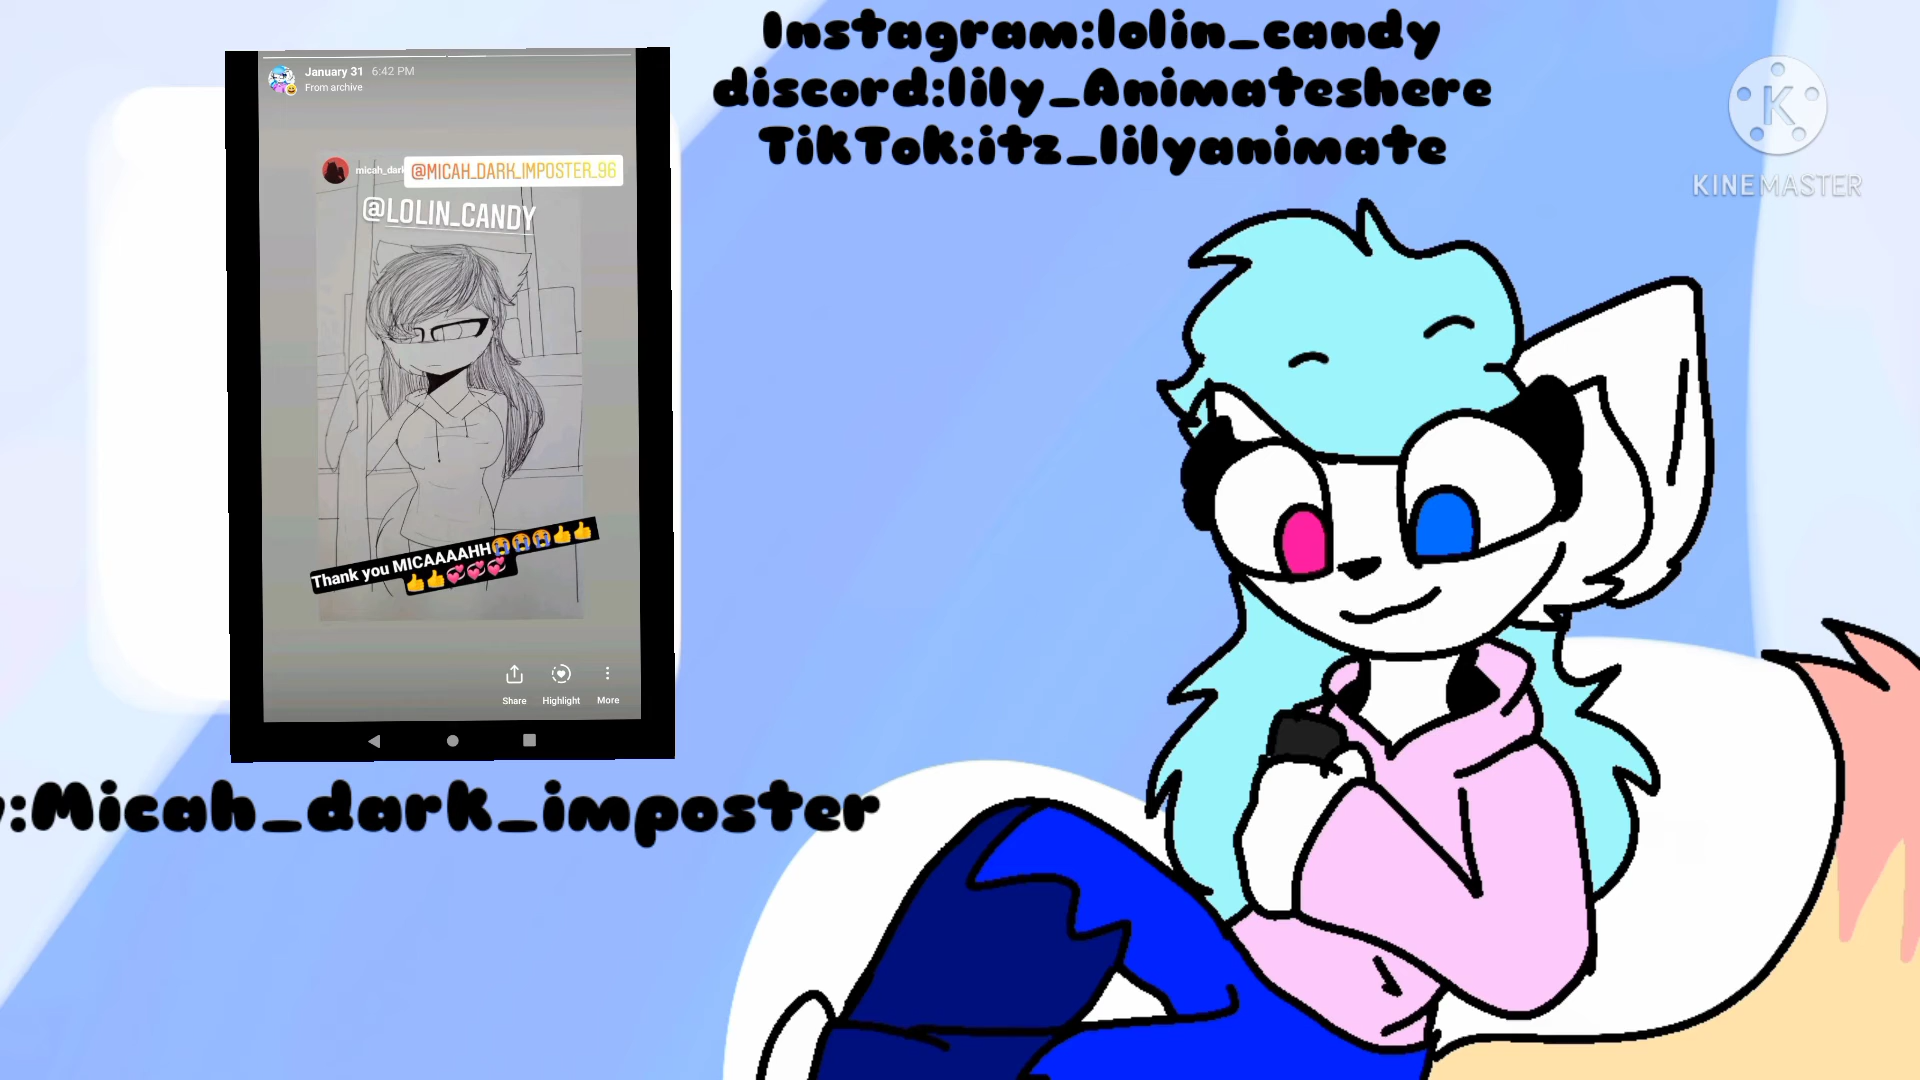 Instagram:lolin_candy
discord:lily_Animateshere
TikTok:itz_lilyanimate
KINEMASTER
January 31 6:42 PM
From archive
micah_dark
@MICAH_DARK_IMPOSTER_96
@LOLIN_CANDY
Thank you MICAAAAHH😭😭😭👍👍
👍👍💞💞💞
Share Highlight More
:Micah_dark_imposter